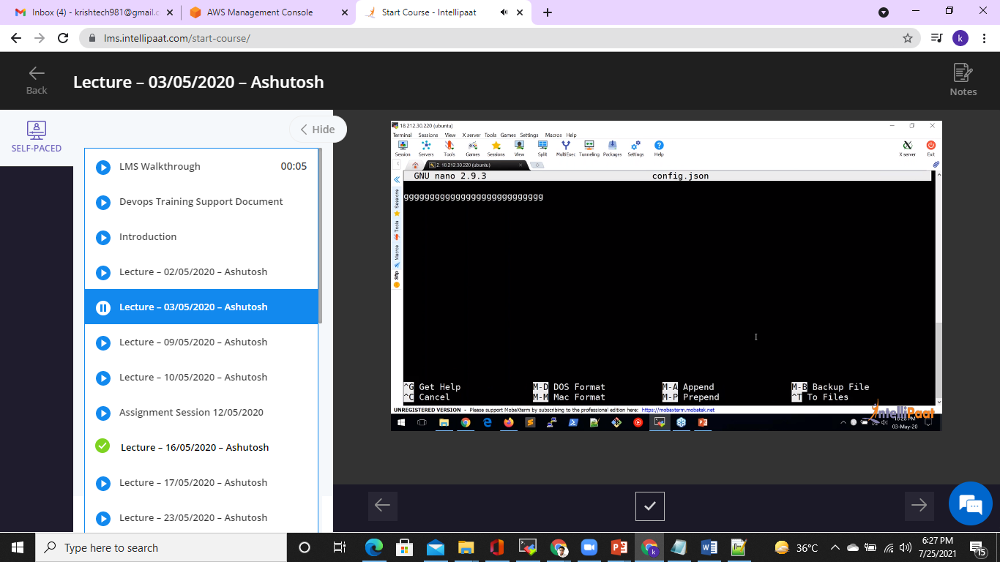 Inbox (4) - krishtech981@gmail.c
AWS Management Console
Start Course - Intellipaat
lms.intellipaat.com/start-course/
k
Back
Lecture – 03/05/2020 – Ashutosh
Notes
SELF-PACED
Hide
LMS Walkthrough 00:05
Devops Training Support Document
Introduction
Lecture – 02/05/2020 – Ashutosh
Lecture – 03/05/2020 – Ashutosh
Lecture – 09/05/2020 – Ashutosh
Lecture – 10/05/2020 – Ashutosh
Assignment Session 12/05/2020
Lecture – 16/05/2020 – Ashutosh
Lecture – 17/05/2020 – Ashutosh
Lecture – 23/05/2020 – Ashutosh
18.212.30.220 (ubuntu)
Terminal Sessions View X server Tools Games Settings Macros Help
Session Servers Tools Games Sessions View Split MultiExec Tunneling Packages Settings Help X server Exit
2. 18.212.30.220 (ubuntu)
Sessions
Tools
Macros
Sftp
GNU nano 2.9.3 config.json
ggggggggggggggggggggggggggg
^G Get Help M-D DOS Format M-A Append M-B Backup File
^C Cancel M-M Mac Format M-P Prepend ^T To Files
UNREGISTERED VERSION - Please support MobaXterm by subscribing to the professional edition here: https://mobaxterm.mobatek.net
IntelliPaat
10:28 PM
03-May-20
Type here to search
k
36°C
6:27 PM
7/25/2021
15